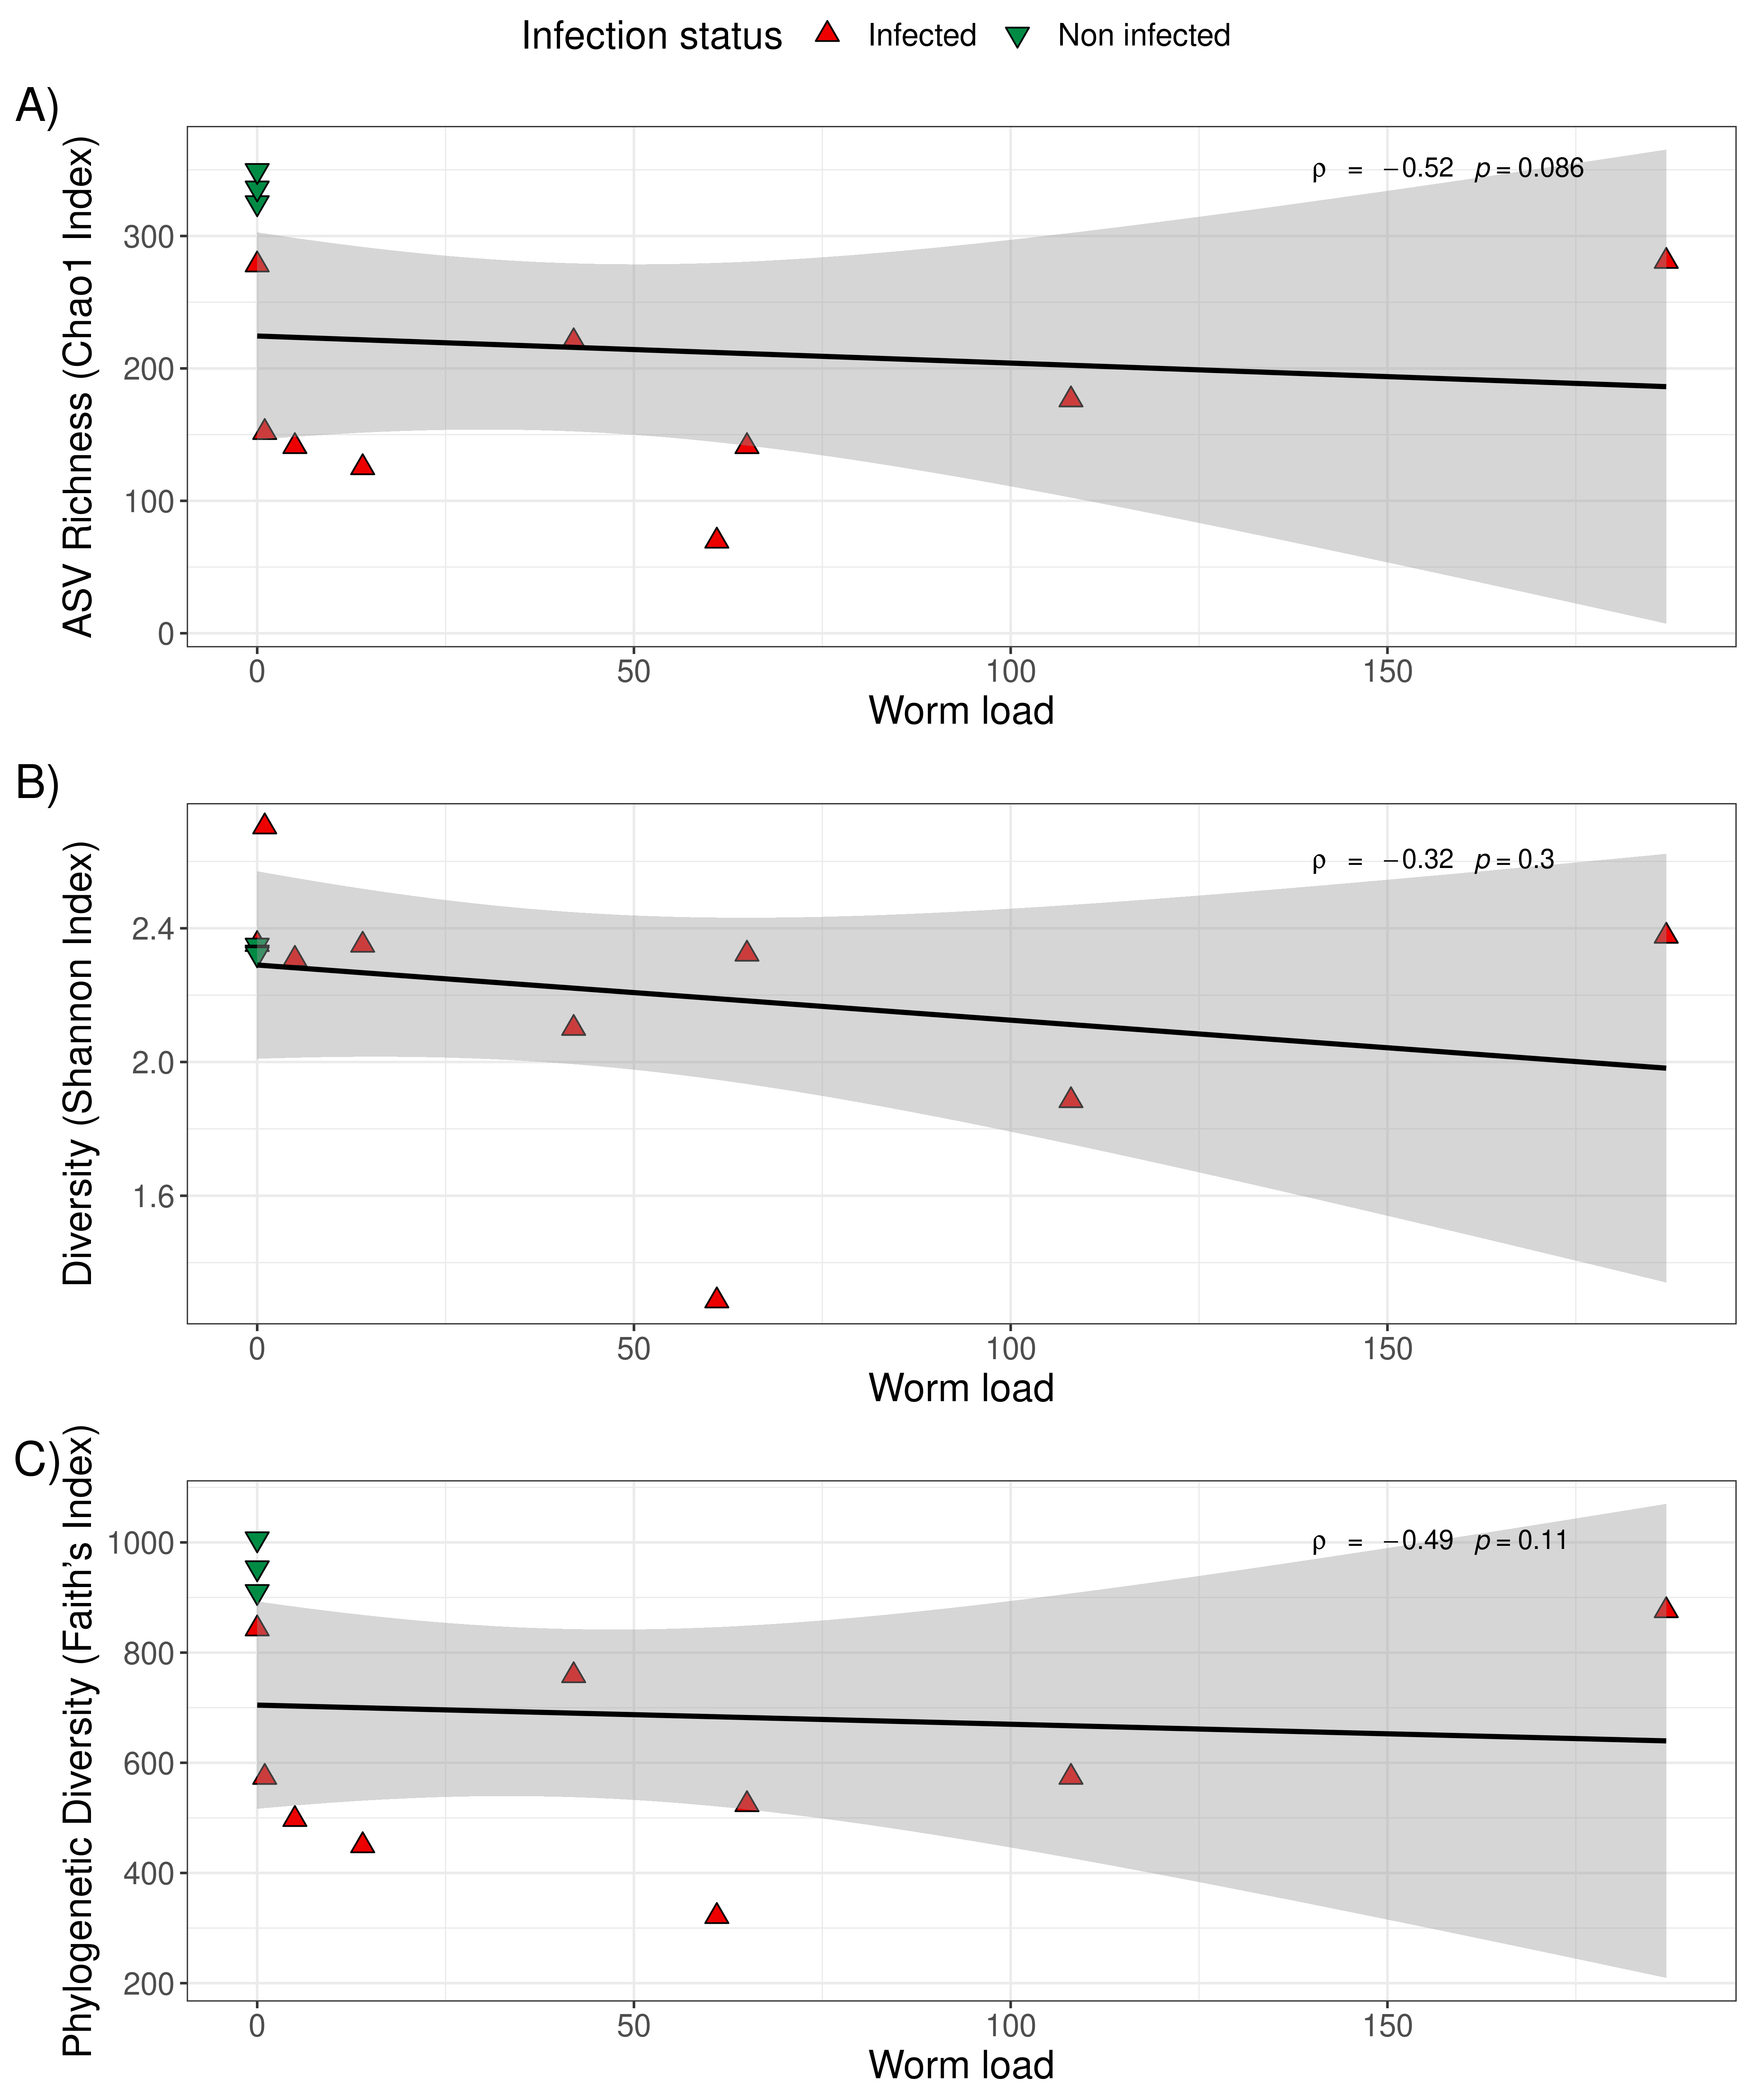 Infection status Infected Non infected
A)
ASV Richness (Chao1 Index)
ρ = −0.52 p = 0.086
300
200
100
0
0 50 100 150
Worm load
B)
Diversity (Shannon Index)
ρ = −0.32 p = 0.3
2.4
2.0
1.6
0 50 100 150
Worm load
C)
Phylogenetic Diversity (Faith's Index)
ρ = −0.49 p = 0.11
1000
800
600
400
200
0 50 100 150
Worm load